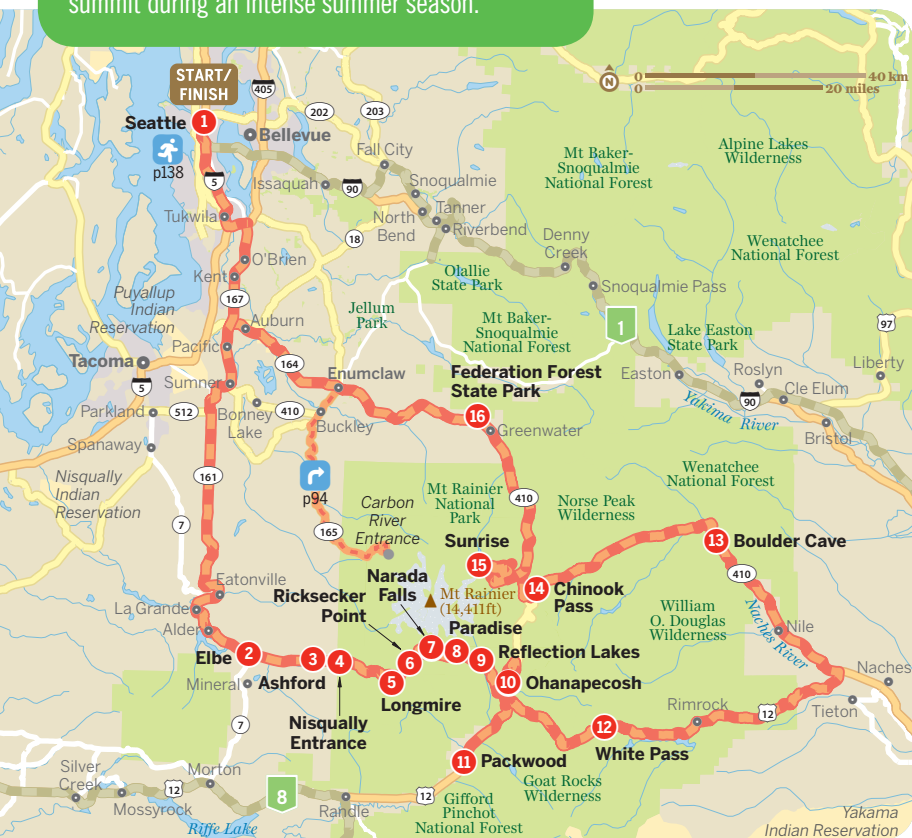 summit during an intense summer season.
START/
FINISH
405
202
203
N
0
40 km
0
20 miles
Seattle
1
Bellevue
p138
Fall City
Mt Baker-
Snoqualmie
National Forest
Alpine Lakes
Wilderness
5
Issaquah
90
Snoqualmie
Tanner
North
Bend
Riverbend
Tukwila
18
Denny
Creek
Wenatchee
National Forest
O'Brien
Kent
Olallie
State Park
Snoqualmie Pass
Puyallup
Indian
Reservation
167
Jellum
Park
Mt Baker-
Snoqualmie
National Forest
1
Lake Easton
State Park
97
Auburn
Pacific
164
Tacoma
Enumclaw
Federation Forest
State Park
Easton
Roslyn
Liberty
5
Sumner
Cle Elum
90
Parkland
512
Bonney
Lake
410
Buckley
16
Greenwater
Yakima River
Bristol
Spanaway
161
Nisqually
Indian
Reservation
p94
Wenatchee
National Forest
7
165
Carbon
River
Entrance
Mt Rainier
National
Park
410
Norse Peak
Wilderness
Sunrise
15
13
Boulder Cave
410
Eatonville
Ricksecker
Point
Narada
Falls
Mt Rainier
(14,411ft)
14
Chinook
Pass
La Grande
Alder
Paradise
William
O. Douglas
Wilderness
Naches River
Nile
Elbe
2
3
4
5
6
7
8
9
Reflection Lakes
Mineral
Ashford
Longmire
10
Ohanapecosh
Naches
Tieton
Nisqually
Entrance
7
Rimrock
12
12
White Pass
11
Packwood
Goat Rocks
Wilderness
Silver
Creek
12
Morton
Mossyrock
8
Randle
12
Gifford
Pinchot
National Forest
Riffe Lake
Yakama
Indian Reservation